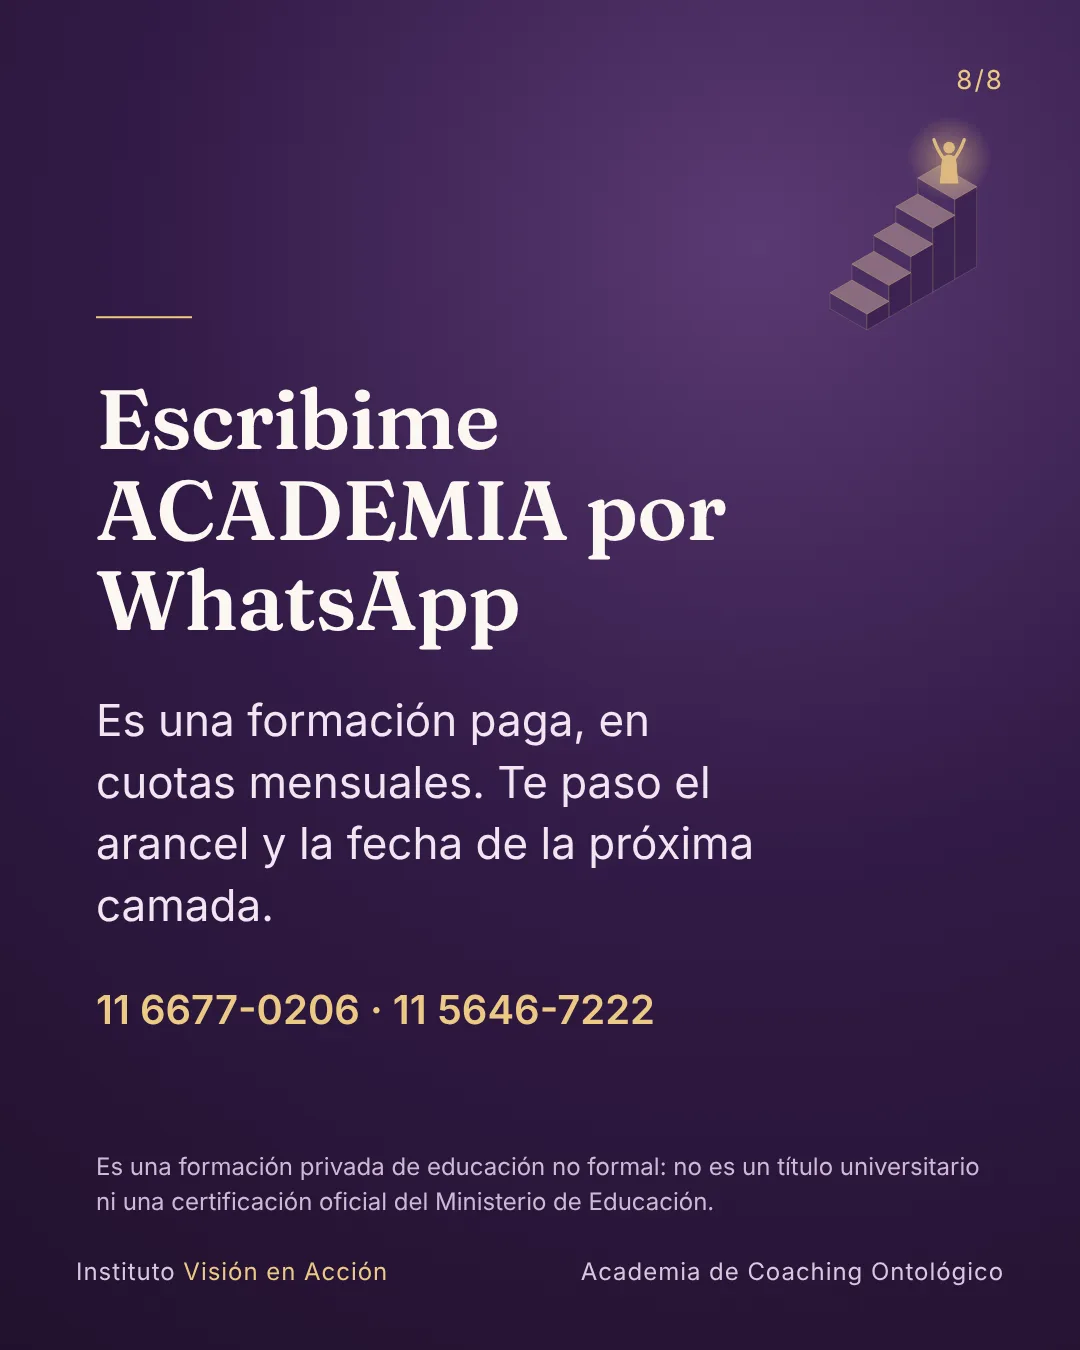 8/8
Escribime
ACADEMIA por
WhatsApp
Es una formación paga, en
cuotas mensuales. Te paso el
arancel y la fecha de la próxima
camada.
11 6677-0206 · 11 5646-7222
Es una formación privada de educación no formal: no es un título universitario
ni una certificación oficial del Ministerio de Educación.
Instituto Visión en Acción
Academia de Coaching Ontológico